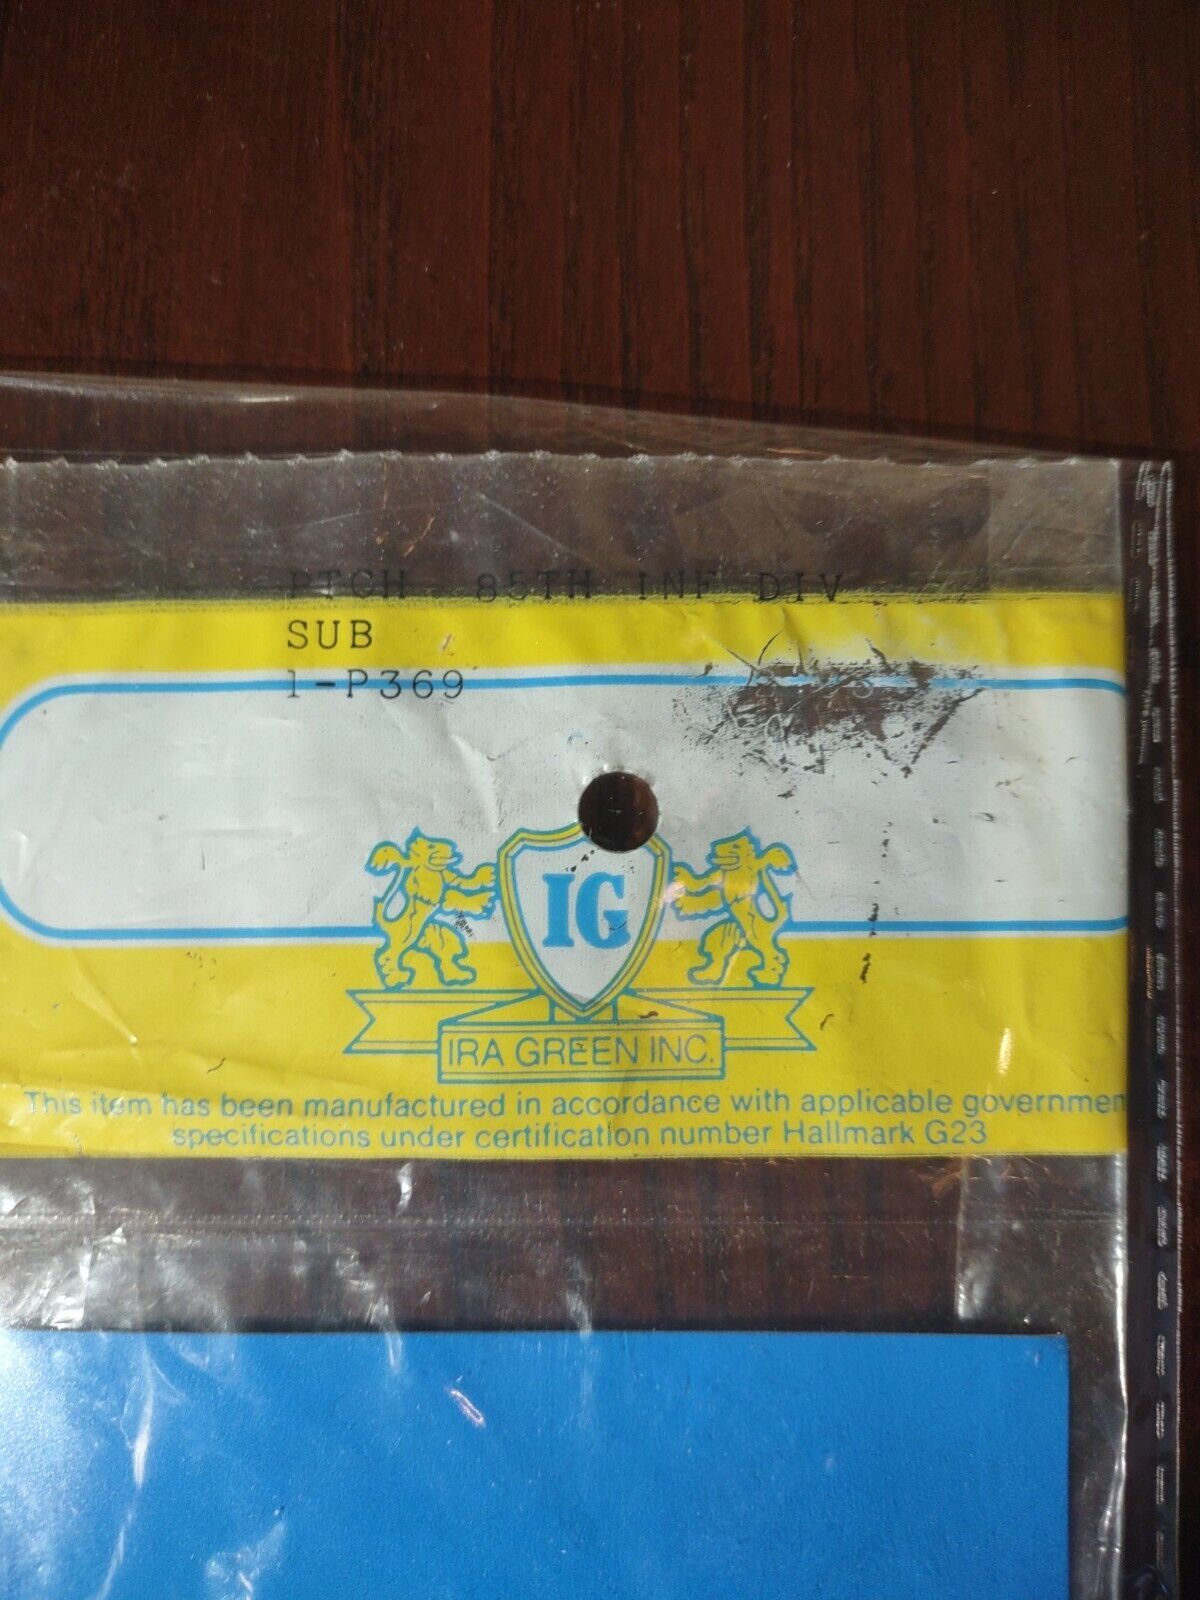 PTCH 85TH INF DIV
SUB
1-P369
IG
IRA GREEN INC.
This item has been manufactured in accordance with applicable governmen
specifications under certification number Hallmark G23